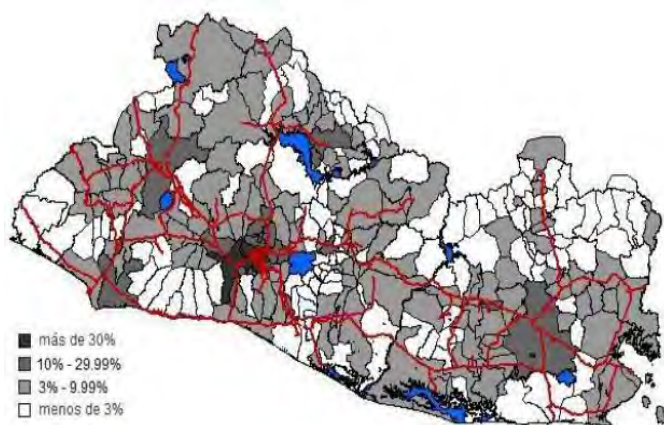 más de 30%
10% - 29.99%
3% - 9.99%
menos de 3%